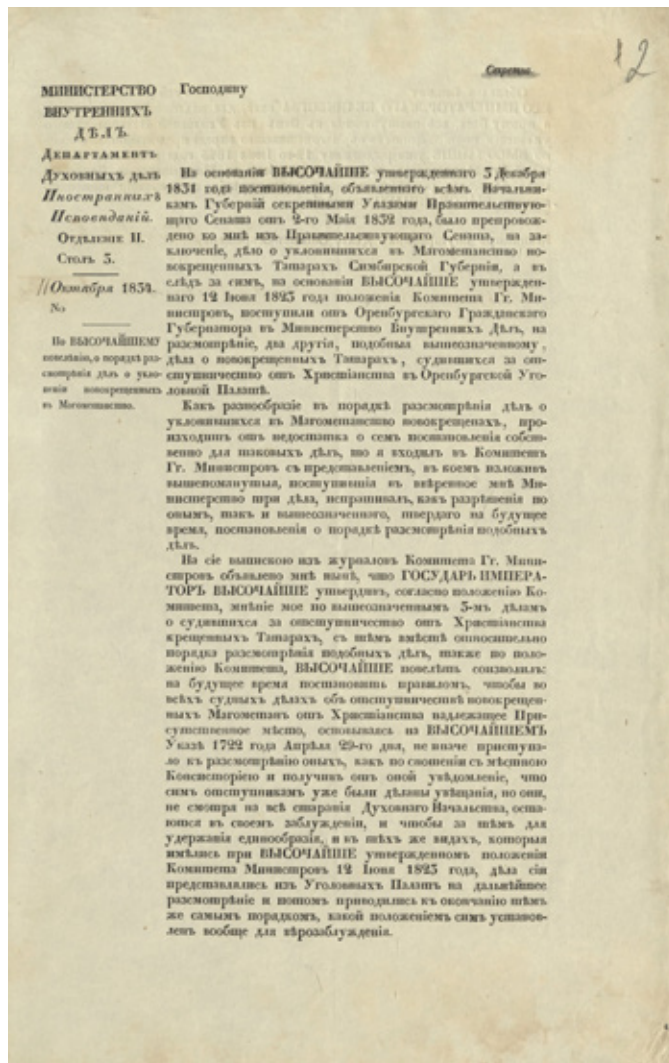 2
Секретно
МИНИСТЕРСТВО
ВНУТРЕННИХЪ
ДѢЛЪ.
ДЕПАРТАМЕНТЪ
ДУХОВНЫХЪ ДѢЛЪ
Иностранныхъ
Исповѣданій.
ОТДѢЛЕНІЕ II.
СТОЛЪ 3.
11 Октября 1834.
No
По ВЫСОЧАЙШЕМУ
повелѣнію, о порядкѣ раз-
смотрѣнія дѣлъ о укло-
неніи новокрещенныхъ
въ Магометанство.
Господину
На основаніи ВЫСОЧАЙШЕ утвержденнаго 3 Декабря
1831 года постановленія, объявленнаго всѣмъ Начальни-
камъ Губерній секретными Указами Правительствую-
щаго Сената отъ 2-го Маія 1832 года, было препровож-
дено ко мнѣ изъ Правительствующаго Сената, на за-
ключеніе, дѣло о уклонившихся въ Магометанство но-
вокрещенныхъ Татарахъ Симбирской Губерніи, а въ
слѣдъ за симъ, на основаніи ВЫСОЧАЙШЕ утвержден-
наго 12 Іюня 1823 года положенія Комитета Гг. Ми-
нистровъ, поступили отъ Оренбургскаго Гражданскаго
Губернатора въ Министерство Внутреннихъ Дѣлъ, на
разсмотрѣніе, два другія, подобныя вышеозначенному,
дѣла о новокрещенныхъ Татарахъ, судившихся за от-
ступничество отъ Христіанства въ Оренбургской Уго-
ловной Палатѣ.
Какъ разнообразіе въ порядкѣ разсмотрѣнія дѣлъ о
уклонившихся въ Магометанство новокрещенахъ, про-
изходитъ отъ недостатка о семъ постановленія собст-
венно для таковыхъ дѣлъ, то я входилъ въ Комитетъ
Гг. Министровъ съ представленіемъ, въ коемъ изложивъ
вышепомянутыя, поступившія въ ввѣренное мнѣ Ми-
нистерство три дѣла, испрашивалъ, какъ разрѣшенія по
онымъ, такъ и вышеозначеннаго, твердаго на будущее
время, постановленія о порядкѣ разсмотрѣнія подобныхъ
дѣлъ.
На сіе выпискою изъ журналовъ Комитета Гг. Мини-
стровъ объявлено мнѣ нынѣ, что ГОСУДАРЬ ИМПЕРА-
ТОРЪ ВЫСОЧАЙШЕ утвердивъ, согласно положенію Ко-
митета, мнѣніе мое по вышеозначеннымъ 3-мъ дѣламъ
о судившихся за отступничество отъ Христіанства
крещенныхъ Татарахъ, съ тѣмъ вмѣстѣ относительно
порядка разсмотрѣнія подобныхъ дѣлъ, также по поло-
женію Комитета, ВЫСОЧАЙШЕ повелѣть соизволилъ:
на будущее время постановить правиломъ, чтобы во
всѣхъ судныхъ дѣлахъ объ отступничествѣ новокрещен-
ныхъ Магометанъ отъ Христіанства надлежащее При-
сутственное мѣсто, основываясь на ВЫСОЧАЙШЕМЪ
Указѣ 1722 года Апрѣля 29-го дня, не иначе приступа-
ло къ разсмотрѣнію оныхъ, какъ по сношеніи съ мѣстною
Консисторіею и получивъ отъ оной увѣдомленіе, что
симъ отступникамъ уже были дѣланы увѣщанія, но они,
не смотря на всѣ старанія Духовнаго Начальства, оста-
ются въ своемъ заблужденіи, и чтобы за тѣмъ для
удержанія единообразія, и въ тѣхъ же видахъ, которыя
имѣлись при ВЫСОЧАЙШЕ утвержденномъ положеніи
Комитета Министровъ 12 Іюня 1823 года, дѣла сіи
представлялись изъ Уголовныхъ Палатъ на дальнѣйшее
разсмотрѣніе и потомъ приводились къ окончанію тѣмъ
же самымъ порядкомъ, какой положеніемъ симъ установ-
ленъ вообще для вѣрозаблужденія.